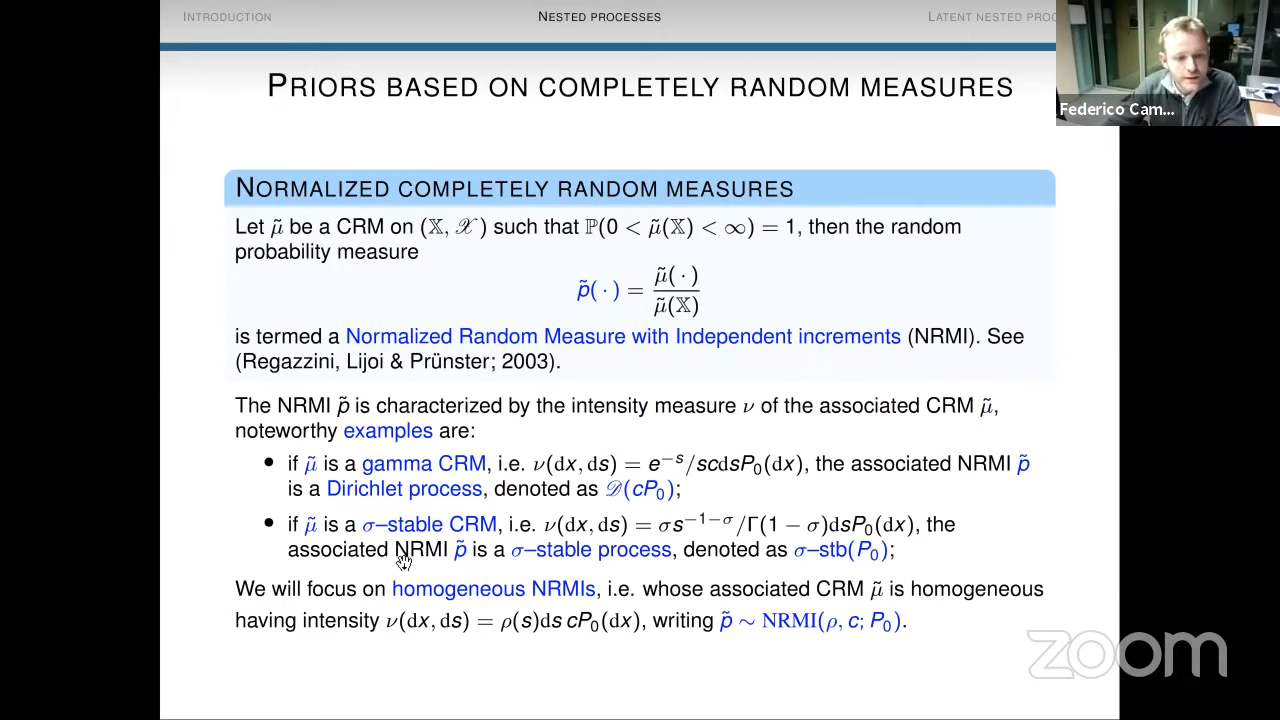 INTRODUCTION NESTED PROCESSES LATENT NESTED PROC
PRIORS BASED ON COMPLETELY RANDOM MEASURES
Federico Cam...
NORMALIZED COMPLETELY RANDOM MEASURES
Let μ̃ be a CRM on (𝕏, 𝒳) such that ℙ(0 < μ̃(𝕏) < ∞) = 1, then the random
probability measure
p̃( · ) = μ̃( · ) / μ̃(𝕏)
is termed a Normalized Random Measure with Independent increments (NRMI). See
(Regazzini, Lijoi & Prünster; 2003).
The NRMI p̃ is characterized by the intensity measure ν of the associated CRM μ̃,
noteworthy examples are:
• if μ̃ is a gamma CRM, i.e. ν(dx, ds) = e⁻ˢ/scdsP₀(dx), the associated NRMI p̃
is a Dirichlet process, denoted as 𝒟(cP₀);
• if μ̃ is a σ–stable CRM, i.e. ν(dx, ds) = σs^{−1−σ}/Γ(1 − σ)dsP₀(dx), the
associated NRMI p̃ is a σ–stable process, denoted as σ–stb(P₀);
We will focus on homogeneous NRMIs, i.e. whose associated CRM μ̃ is homogeneous
having intensity ν(dx, ds) = ρ(s)ds cP₀(dx), writing p̃ ∼ NRMI(ρ, c; P₀).
zoom